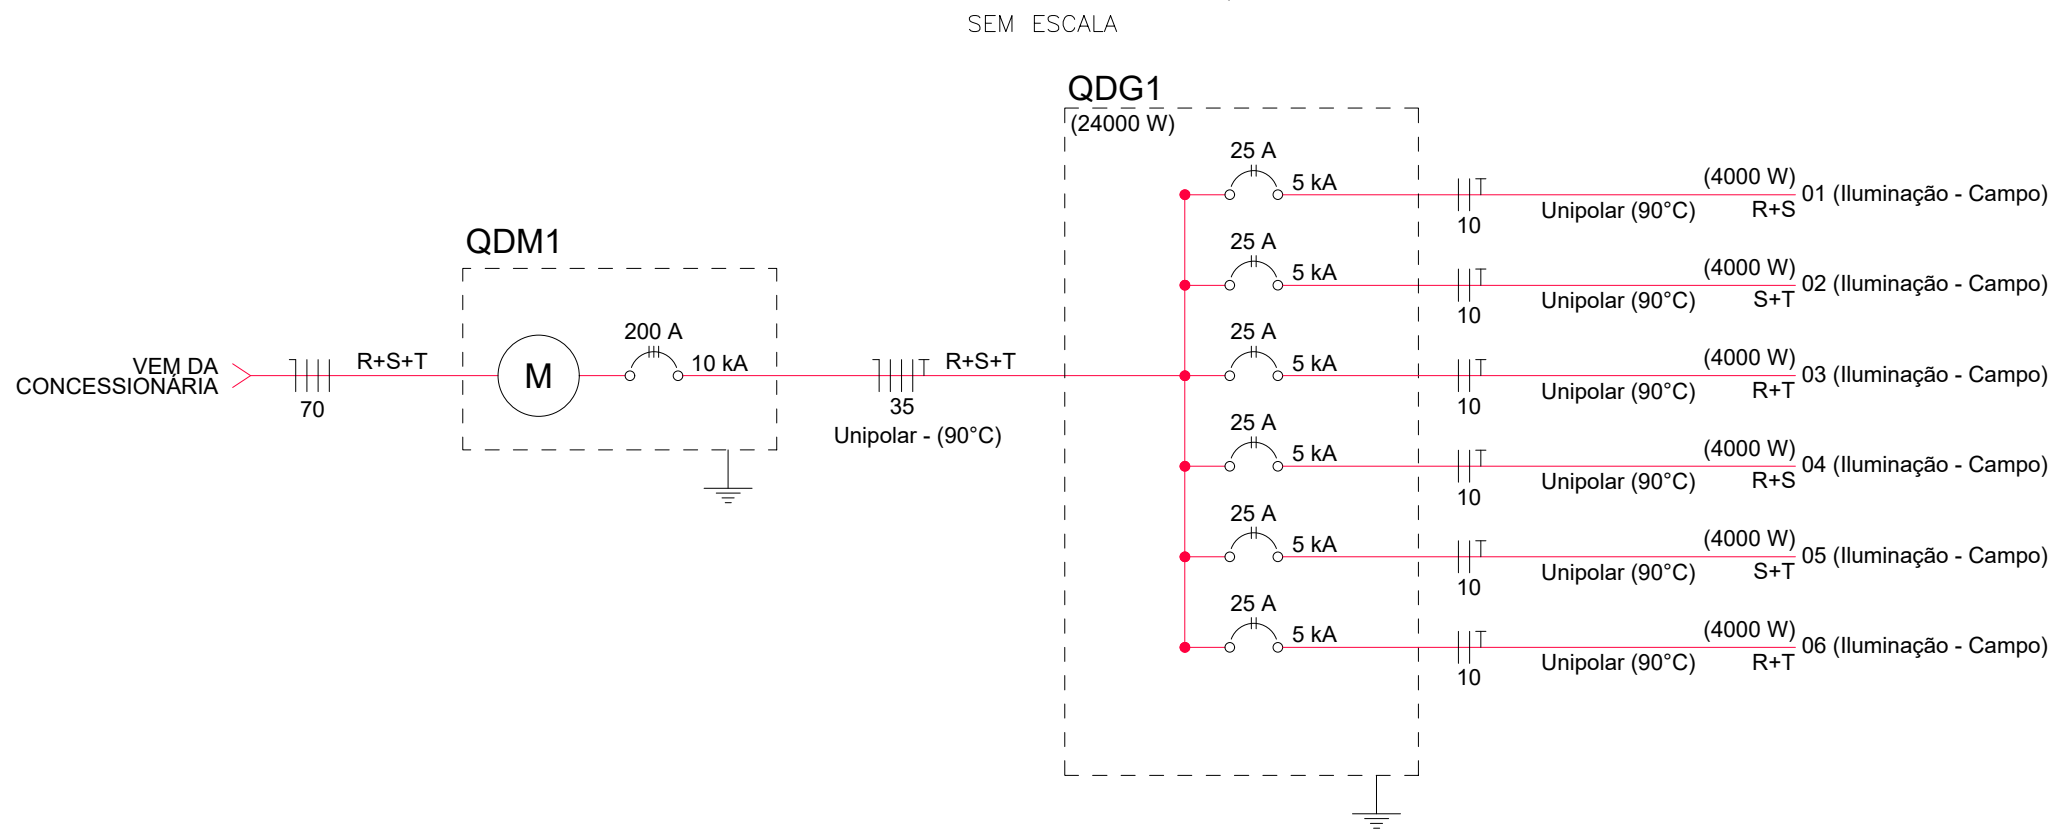 SEM ESCALA
QDG1
(24000 W)
25 A
5 kA
10
Unipolar (90°C)
(4000 W)
R+S
01 (Iluminação - Campo)
25 A
5 kA
10
Unipolar (90°C)
(4000 W)
S+T
02 (Iluminação - Campo)
QDM1
VEM DA
CONCESSIONÁRIA
70
R+S+T
M
200 A
10 kA
35
Unipolar - (90°C)
R+S+T
25 A
5 kA
10
Unipolar (90°C)
(4000 W)
R+T
03 (Iluminação - Campo)
25 A
5 kA
10
Unipolar (90°C)
(4000 W)
R+S
04 (Iluminação - Campo)
25 A
5 kA
10
Unipolar (90°C)
(4000 W)
S+T
05 (Iluminação - Campo)
25 A
5 kA
10
Unipolar (90°C)
(4000 W)
R+T
06 (Iluminação - Campo)